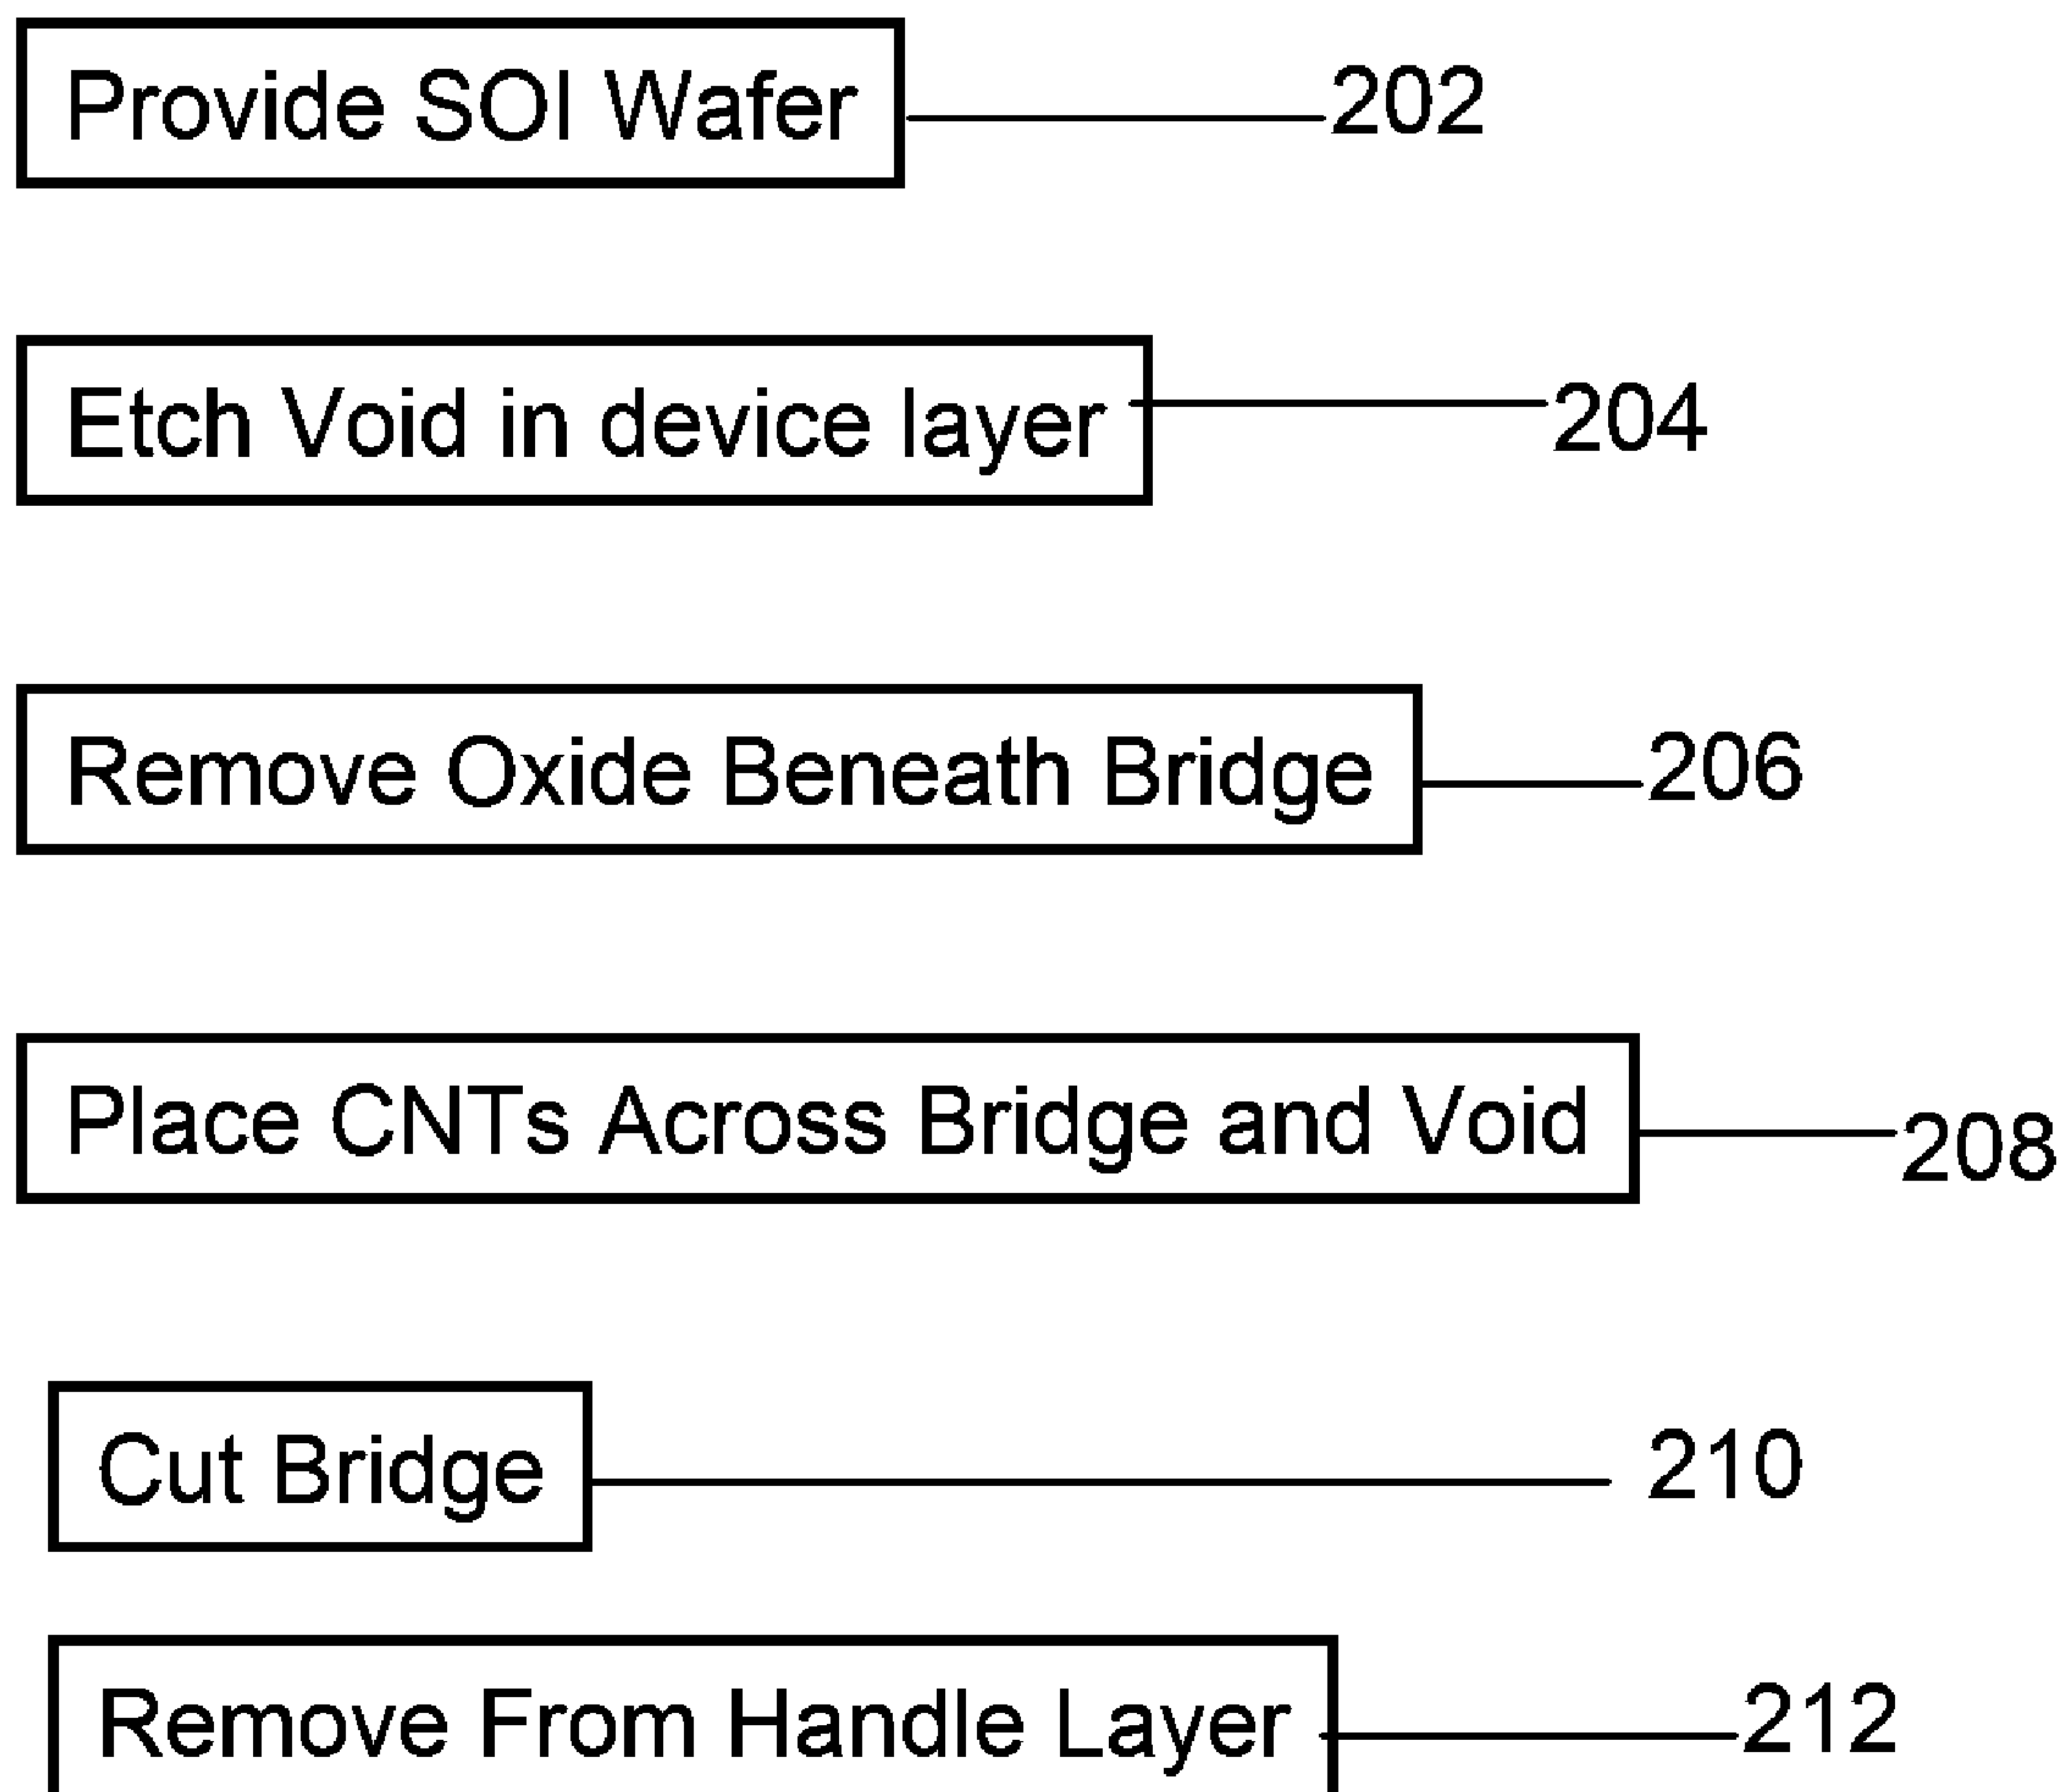 Provide SOI Wafer 202
Etch Void in device layer 204
Remove Oxide Beneath Bridge 206
Place CNTs Across Bridge and Void 208
Cut Bridge 210
Remove From Handle Layer 212